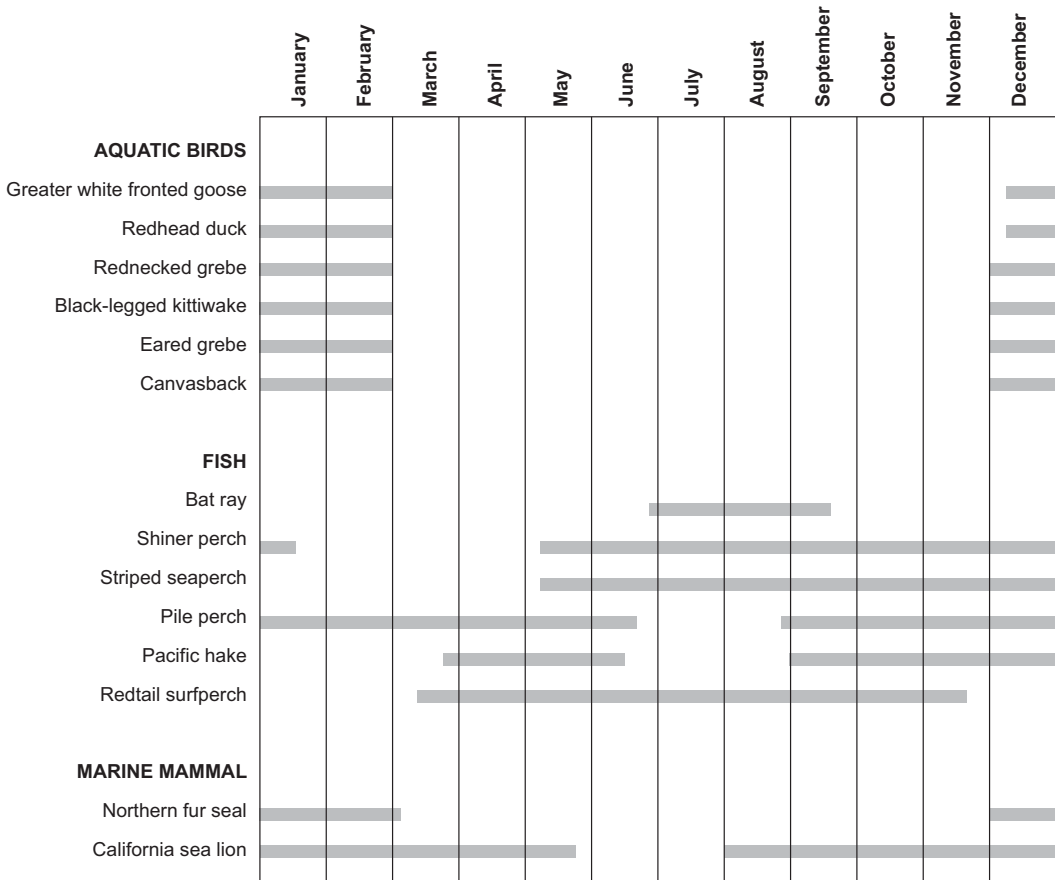 January
February
March
April
May
June
July
August
September
October
November
December
AQUATIC BIRDS
Greater white fronted goose
Redhead duck
Rednecked grebe
Black-legged kittiwake
Eared grebe
Canvasback
FISH
Bat ray
Shiner perch
Striped seaperch
Pile perch
Pacific hake
Redtail surfperch
MARINE MAMMAL
Northern fur seal
California sea lion